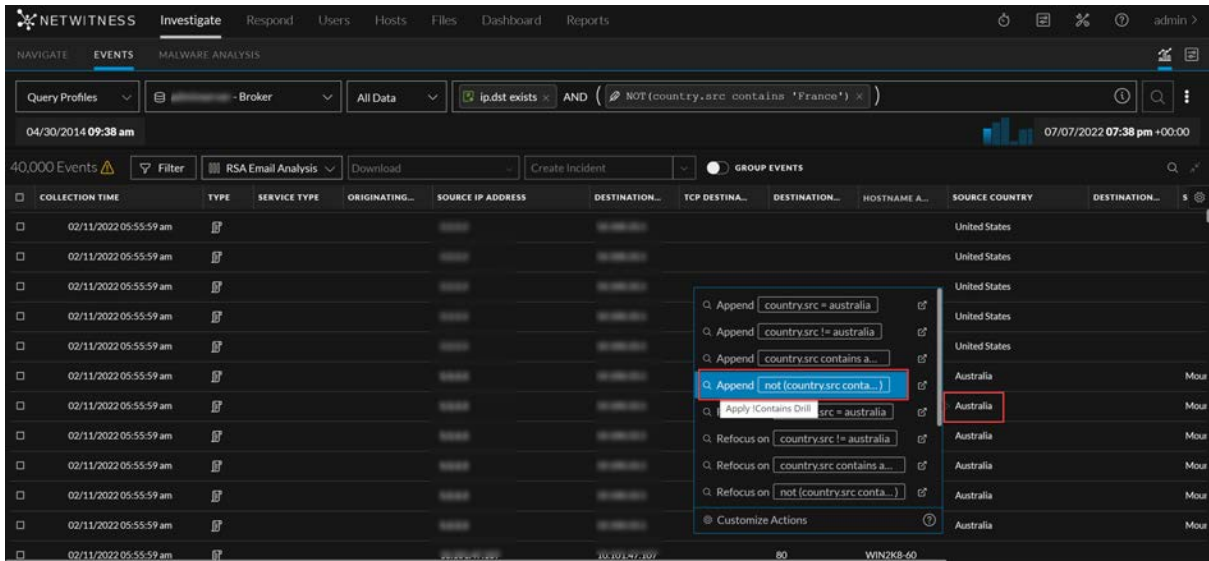 NETWITNESS Investigate Respond Users Hosts Files Dashboard Reports admin >
NAVIGATE EVENTS MALWARE ANALYSIS
Query Profiles - Broker All Data ip.dst exists × AND ( NOT(country.src contains 'France') × )
04/30/2014 09:38 am 07/07/2022 07:38 pm +00:00
40,000 Events Filter RSA Email Analysis Download Create Incident GROUP EVENTS
COLLECTION TIME TYPE SERVICE TYPE ORIGINATING... SOURCE IP ADDRESS DESTINATION... TCP DESTINA... DESTINATION... HOSTNAME A... SOURCE COUNTRY DESTINATION... S
02/11/2022 05:55:59 am United States
02/11/2022 05:55:59 am United States
02/11/2022 05:55:59 am United States
02/11/2022 05:55:59 am United States
02/11/2022 05:55:59 am United States
02/11/2022 05:55:59 am Australia Mour
02/11/2022 05:55:59 am Australia Mour
02/11/2022 05:55:59 am Australia Mour
02/11/2022 05:55:59 am Australia Mour
02/11/2022 05:55:59 am Australia Mour
02/11/2022 05:55:59 am Australia Mour
02/11/2022 05:55:59 am 10.101.47.107 80 WIN2K8-60
Append country.src = australia
Append country.src != australia
Append country.src contains a...
Append not (country.src conta...)
Apply !Contains Drill
src = australia
Refocus on country.src != australia
Refocus on country.src contains a...
Refocus on not (country.src conta...)
Customize Actions